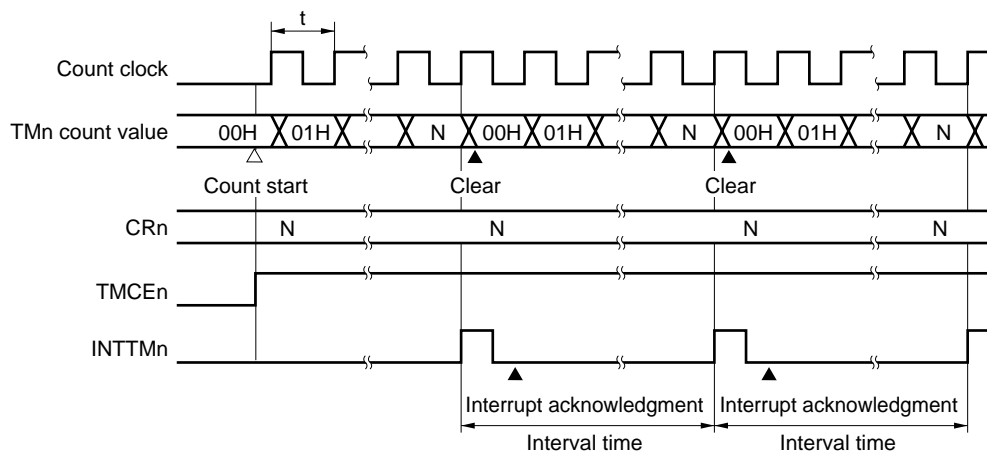 t
Count clock
TMn count value 00H 01H N 00H 01H N 00H 01H N
Count start Clear Clear
CRn N N N N
TMCEn
INTTMn
Interrupt acknowledgment Interrupt acknowledgment
Interval time Interval time